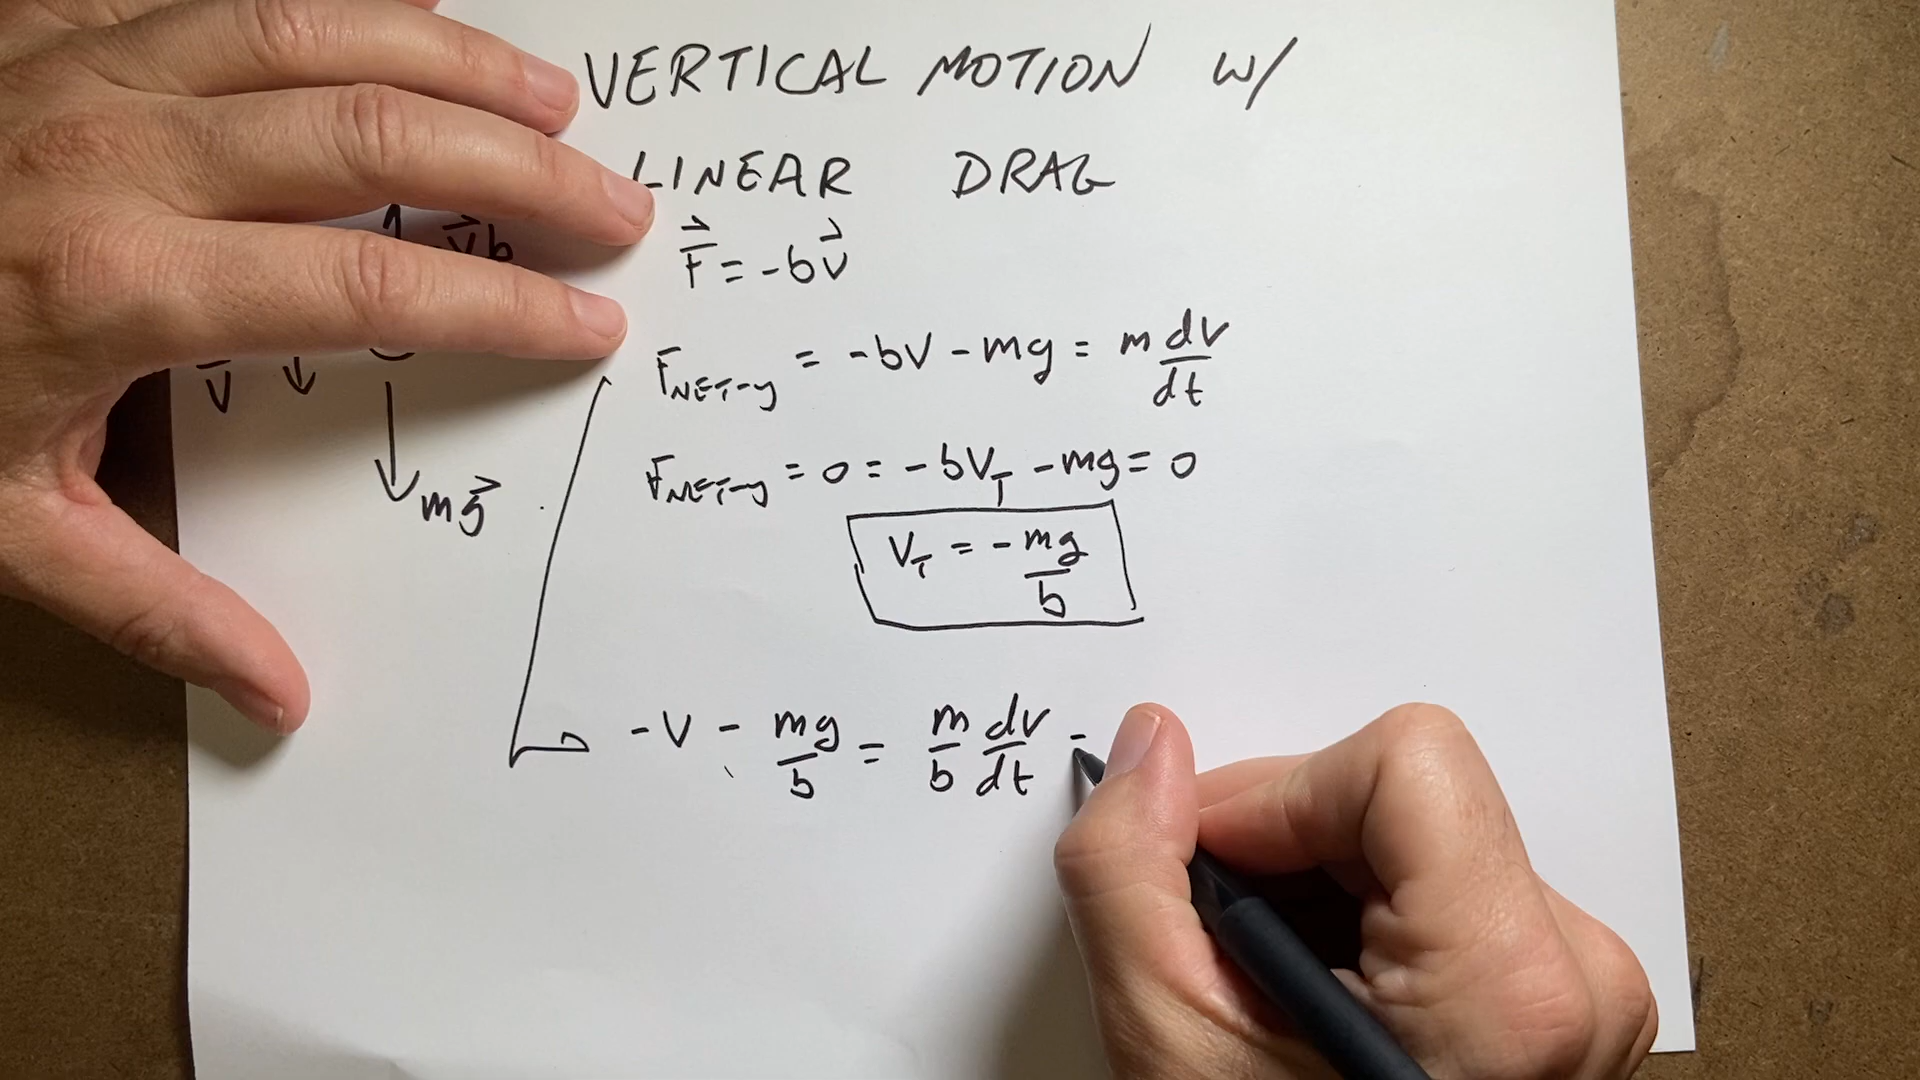 VERTICAL MOTION W/
LINEAR DRAG
F⃗ = -bv⃗
v⃗b
F_NET-y = -bv - mg = m dv/dt
v⃗
mg⃗
F_NET-y = 0 = -bv_T - mg = 0
v_T = - mg/b
-v - mg/b = m/b dv/dt =